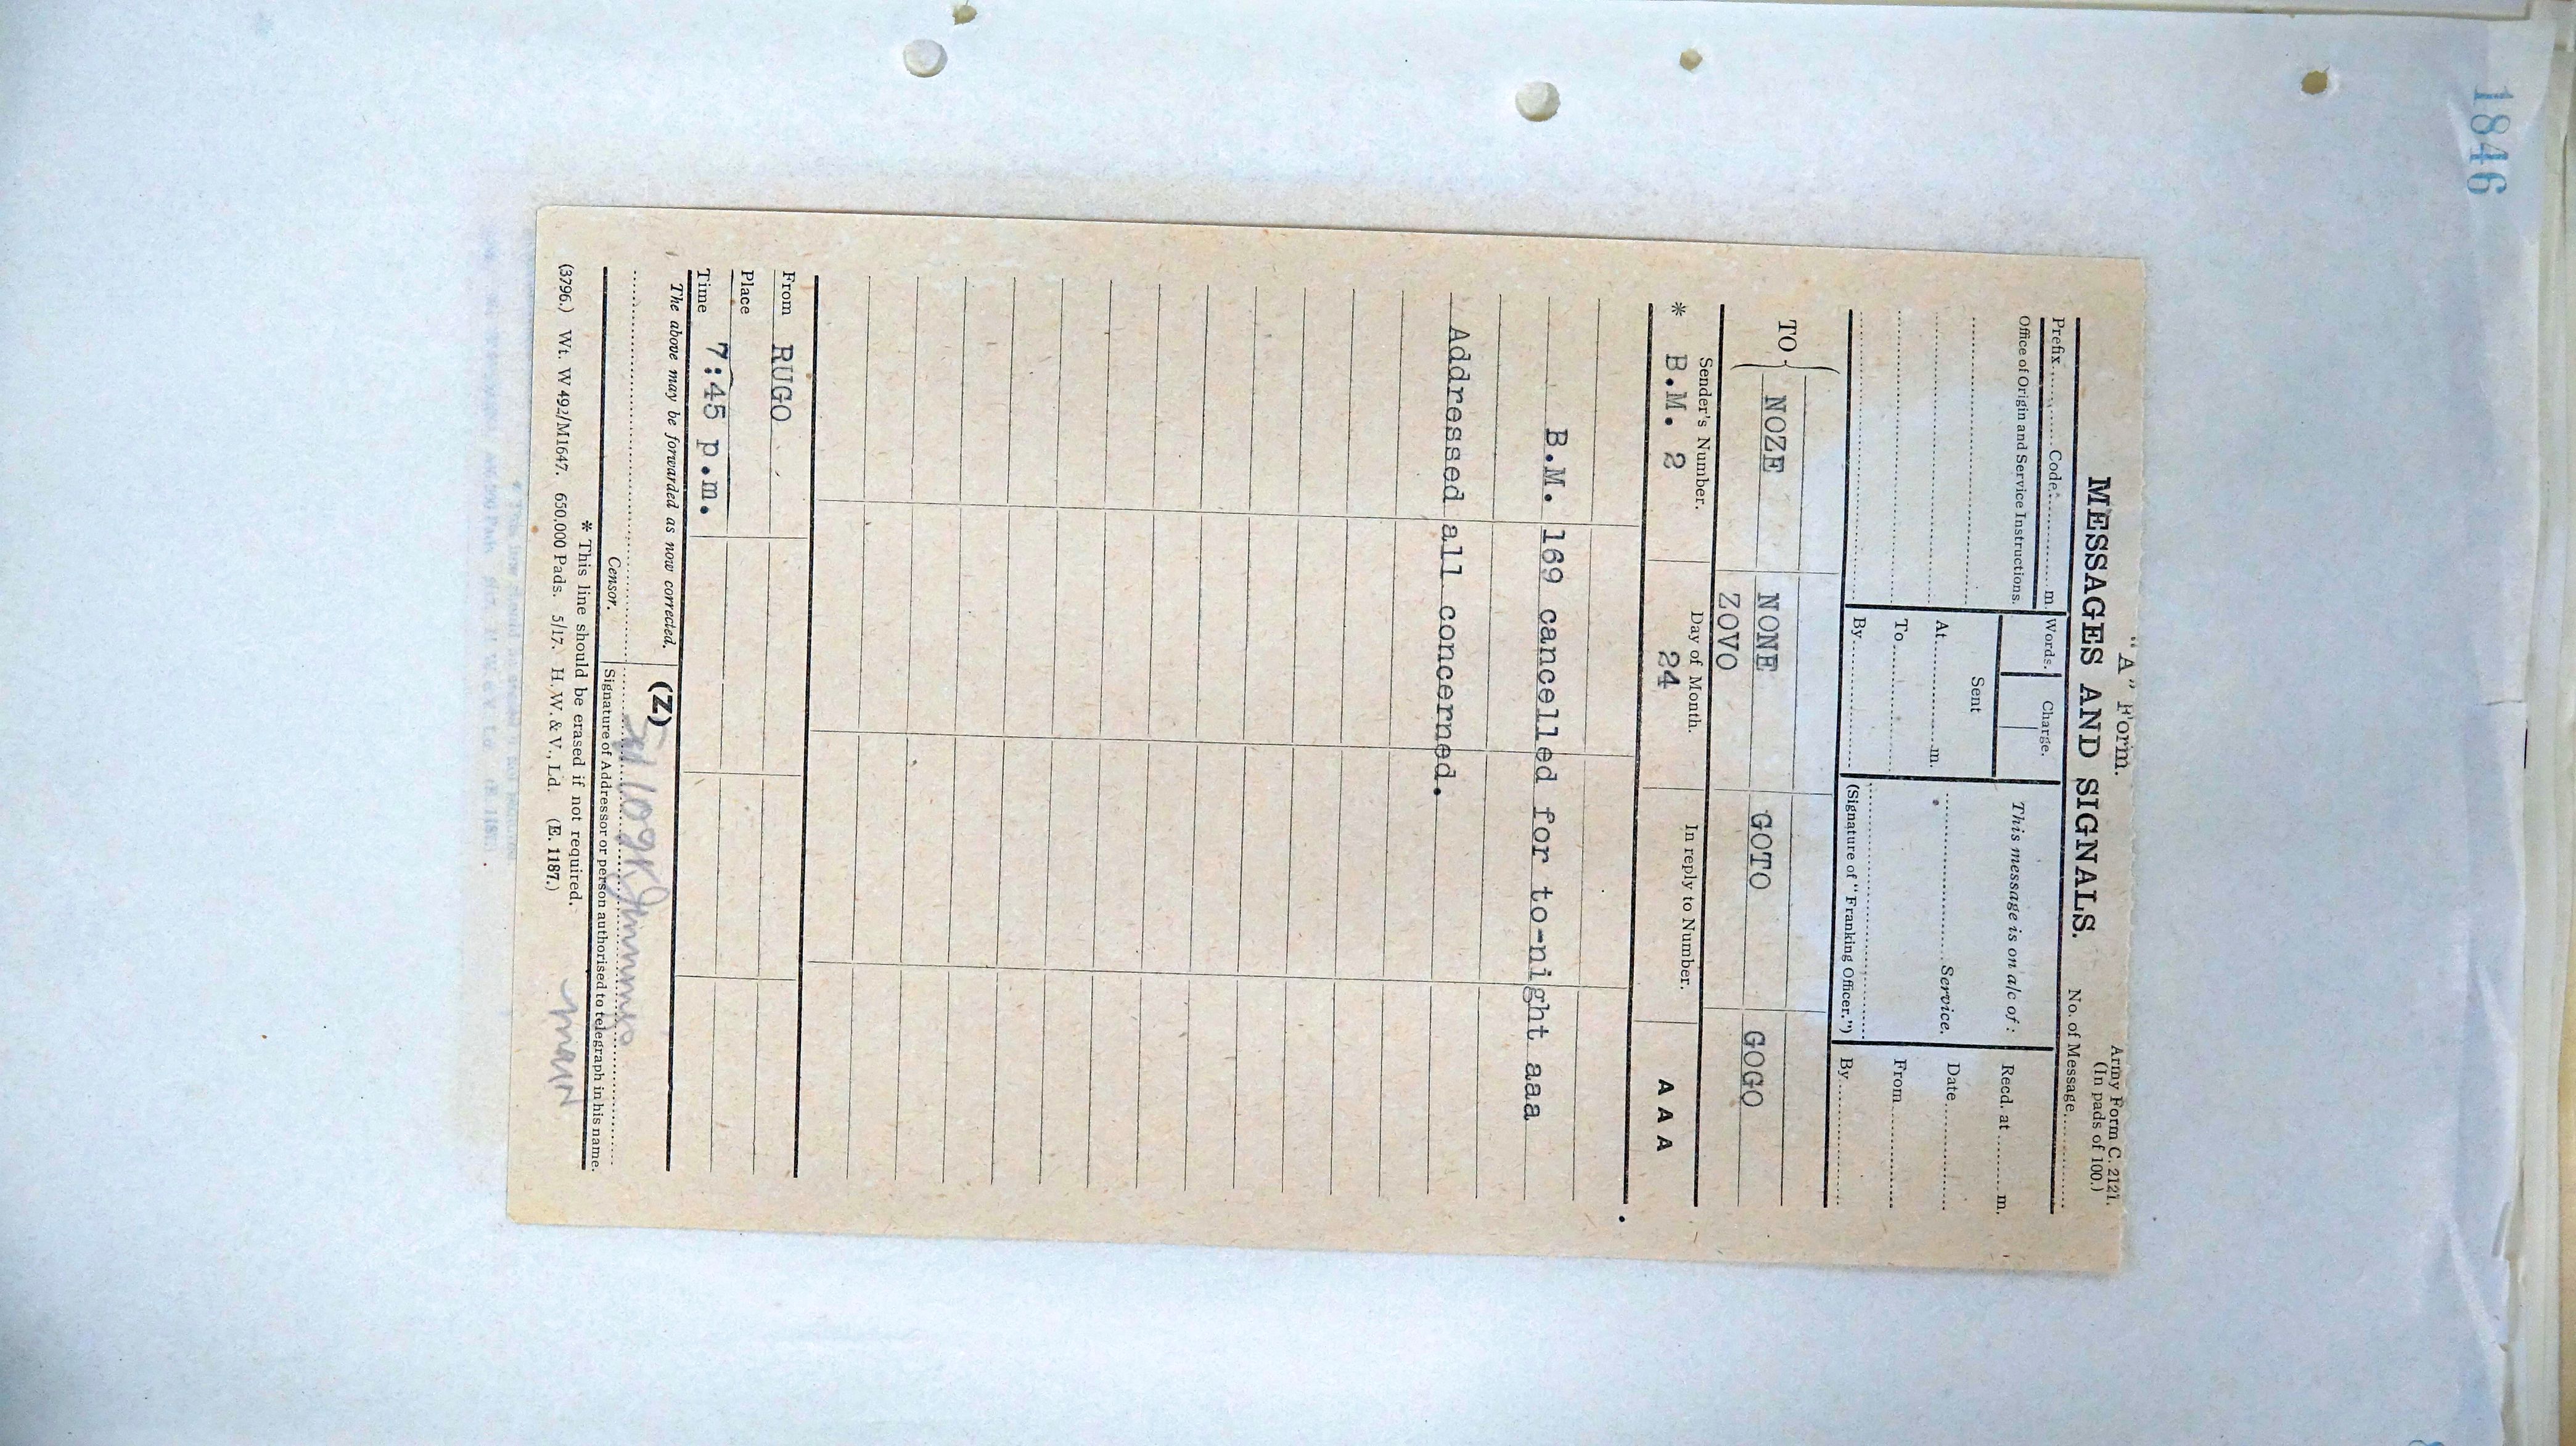 1846
"A" Form.
Army Form C. 2121.
(In pads of 100.)
MESSAGES AND SIGNALS.
No. of Message............
Prefix......... Code............ m.
Words.
Charge.
This message is on a/c of :
Recd. at ......... m.
Office of Origin and Service Instructions.
Sent
At............ m.
.................... Service.
Date............
To............
From............
By............
(Signature of "Franking Officer.")
By............
TO
NOZE
NONE
GOTO
GOGO
ZOVO
Sender's Number.
Day of Month.
In reply to Number.
* B.M. 2
24
A A A
B.M. 169 cancelled for to-night aaa
Addressed all concerned.
From RUGO
Place
Time 7:45 p.m.
The above may be forwarded as now corrected.
(Z)
Censor.
Signature of Addressor or person authorised to telegraph in his name.
* This line should be erased if not required.
(3796.) Wt. W492/M1647. 650,000 Pads. 5/17. H. W. & V., Ld. (E. 1187.)